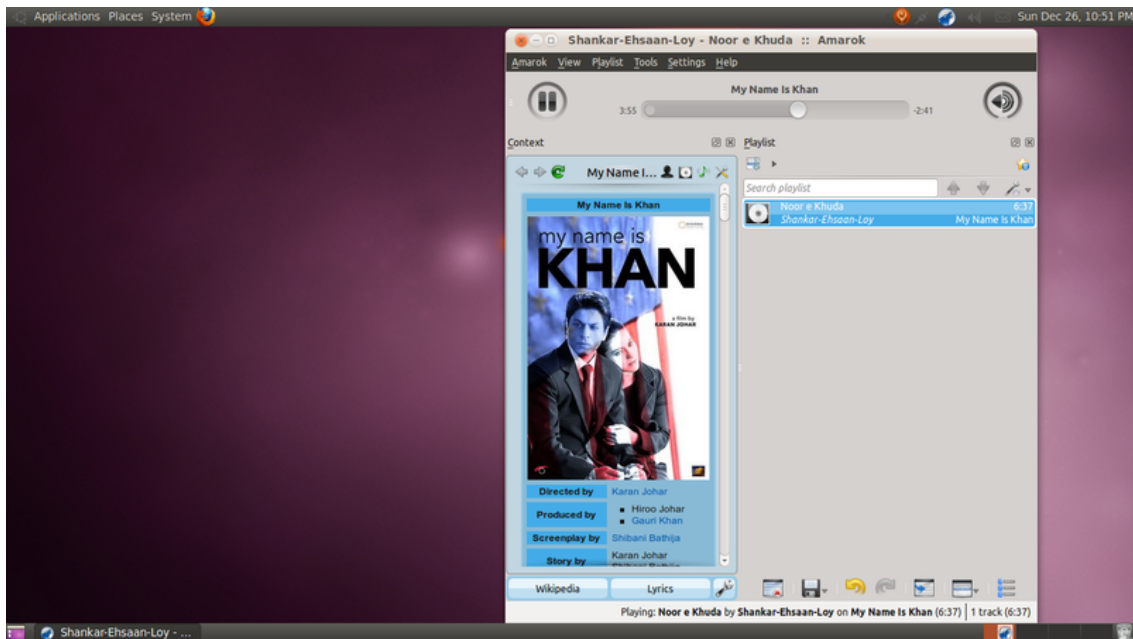 Applications Places System
Sun Dec 26, 10:51 PM
Shankar-Ehsaan-Loy - Noor e Khuda :: Amarok
Amarok View Playlist Tools Settings Help
My Name Is Khan
3:55
-2:41
Context
Playlist
My Name I...
Search playlist
My Name Is Khan
Noor e Khuda 6:37
Shankar-Ehsaan-Loy My Name Is Khan
my name is
KHAN
a film by
KARAN JOHAR
Directed by Karan Johar
Produced by Hiroo Johar
Gauri Khan
Screenplay by Shibani Bathija
Story by Karan Johar
Shibani Bathija
Wikipedia Lyrics
Playing: Noor e Khuda by Shankar-Ehsaan-Loy on My Name Is Khan (6:37) 1 track (6:37)
Shankar-Ehsaan-Loy - ...